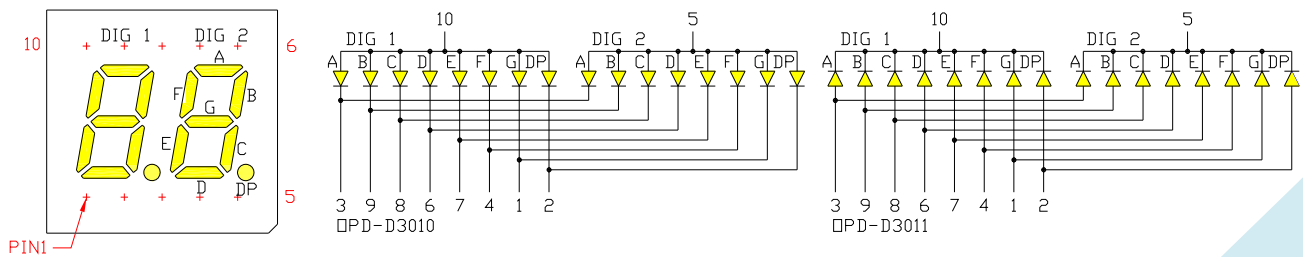 DIG 1 DIG 2
10 6
A
F B
G
E C
D DP
5
PIN1
10 5
DIG 1 DIG 2
A B C D E F G DP A B C D E F G DP
3 9 8 6 7 4 1 2
□PD-D3010
10 5
DIG 1 DIG 2
A B C D E F G DP A B C D E F G DP
3 9 8 6 7 4 1 2
□PD-D3011